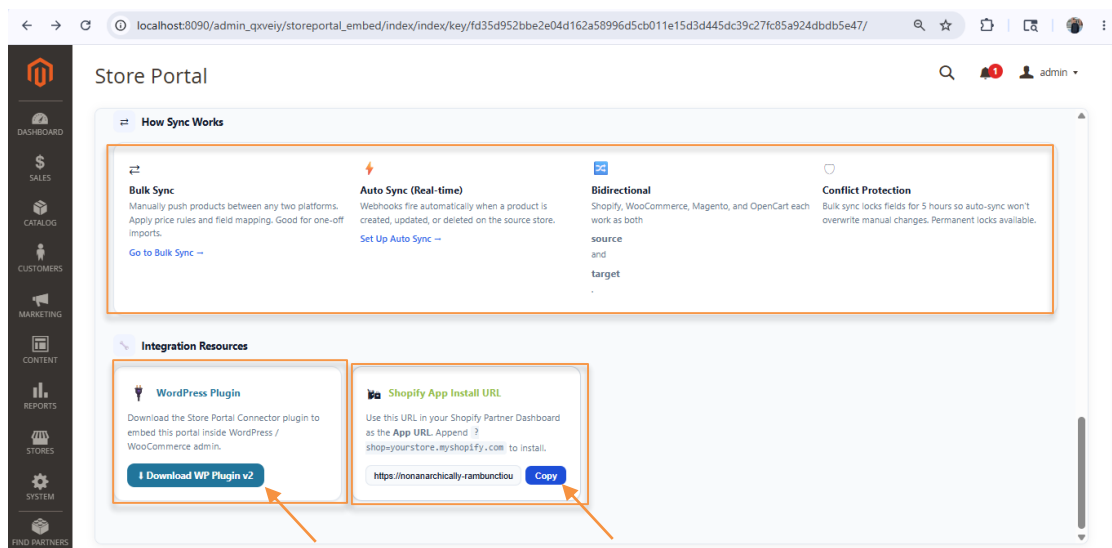 localhost:8090/admin_qxveiy/storeportal_embed/index/index/key/fd35d952bbe2e04d162a58996d5cb011e15d3d445dc39c27fc85a924dbdb5e47/
Store Portal
1
admin
DASHBOARD
SALES
CATALOG
CUSTOMERS
MARKETING
CONTENT
REPORTS
STORES
SYSTEM
FIND PARTNERS
How Sync Works
Bulk Sync
Manually push products between any two platforms.
Apply price rules and field mapping. Good for one-off
imports.
Go to Bulk Sync →
Auto Sync (Real-time)
Webhooks fire automatically when a product is
created, updated, or deleted on the source store.
Set Up Auto Sync →
Bidirectional
Shopify, WooCommerce, Magento, and OpenCart each
work as both
source
and
target
.
Conflict Protection
Bulk sync locks fields for 5 hours so auto-sync won't
overwrite manual changes. Permanent locks available.
Integration Resources
WordPress Plugin
Download the Store Portal Connector plugin to
embed this portal inside WordPress /
WooCommerce admin.
⬇ Download WP Plugin v2
Shopify App Install URL
Use this URL in your Shopify Partner Dashboard
as the App URL. Append ?
shop=yourstore.myshopify.com to install.
https://nonanarchically-rambunctiou
Copy